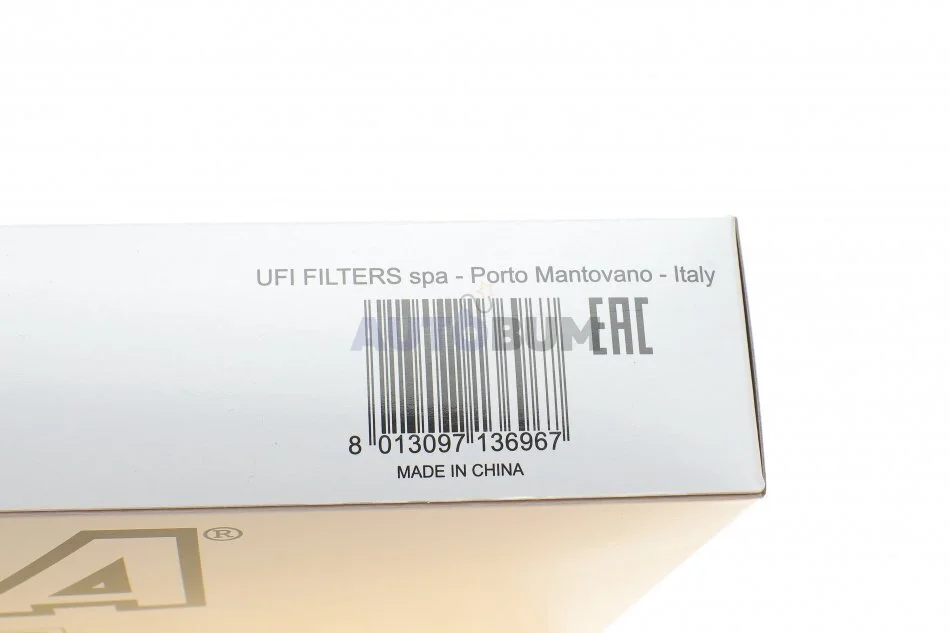 UFI FILTERS spa - Porto Mantovano - Italy
AUTOBUM
EAC
8 013097 136967
MADE IN CHINA
A®